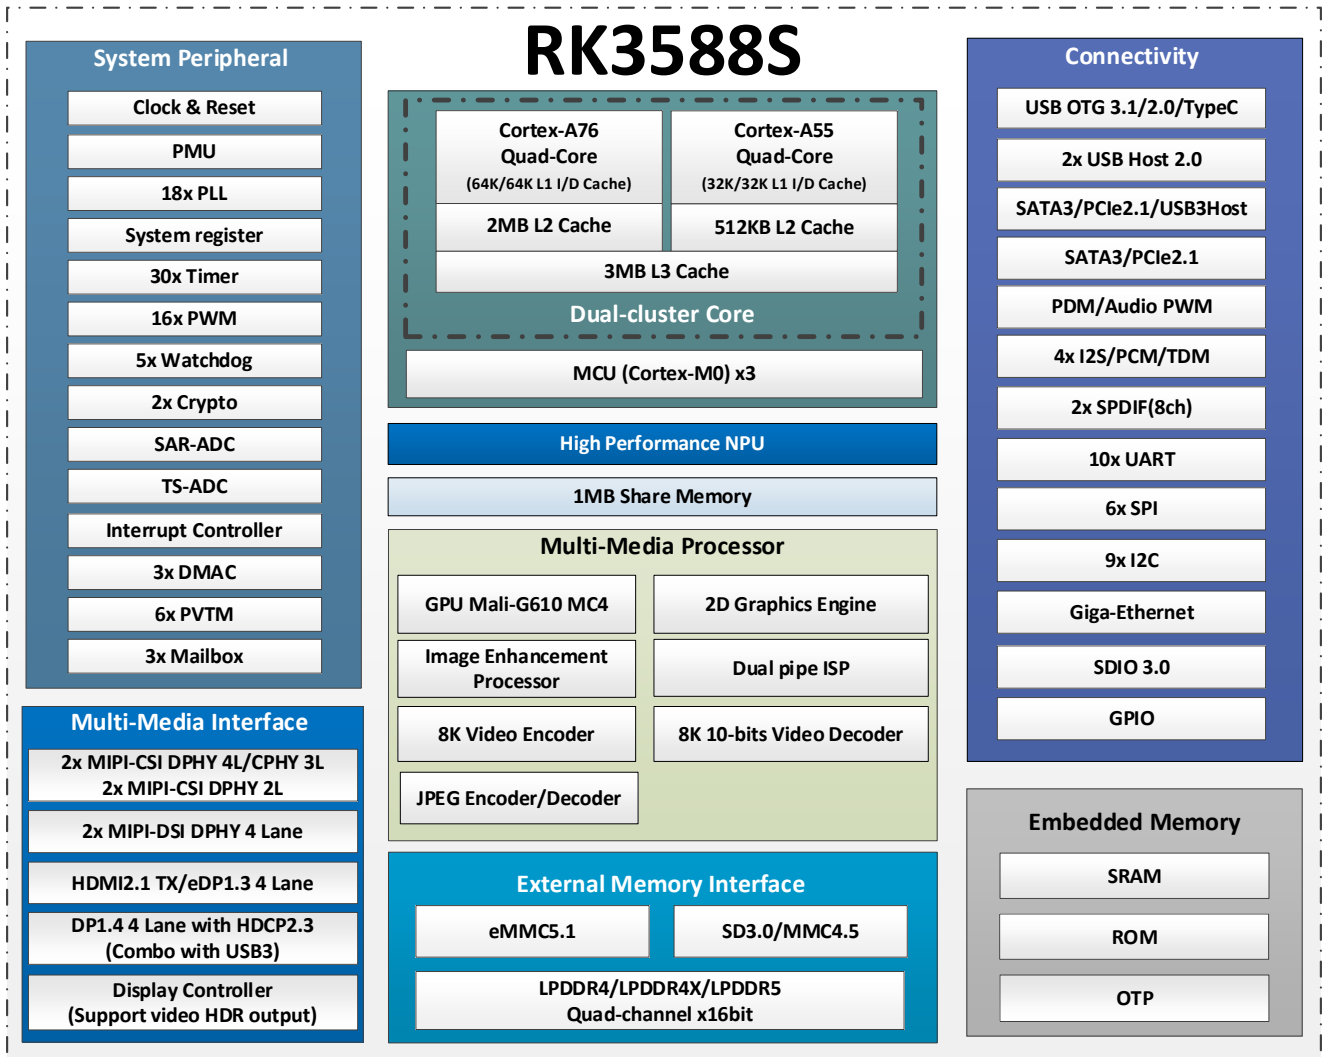 RK3588S
System Peripheral
Clock & Reset
PMU
18x PLL
System register
30x Timer
16x PWM
5x Watchdog
2x Crypto
SAR-ADC
TS-ADC
Interrupt Controller
3x DMAC
6x PVTM
3x Mailbox
Multi-Media Interface
2x MIPI-CSI DPHY 4L/CPHY 3L
2x MIPI-CSI DPHY 2L
2x MIPI-DSI DPHY 4 Lane
HDMI2.1 TX/eDP1.3 4 Lane
DP1.4 4 Lane with HDCP2.3
(Combo with USB3)
Display Controller
(Support video HDR output)
Cortex-A76
Quad-Core
(64K/64K L1 I/D Cache)
2MB L2 Cache
Cortex-A55
Quad-Core
(32K/32K L1 I/D Cache)
512KB L2 Cache
3MB L3 Cache
Dual-cluster Core
MCU (Cortex-M0) x3
High Performance NPU
1MB Share Memory
Multi-Media Processor
GPU Mali-G610 MC4
2D Graphics Engine
Image Enhancement
Processor
Dual pipe ISP
8K Video Encoder
8K 10-bits Video Decoder
JPEG Encoder/Decoder
External Memory Interface
eMMC5.1
SD3.0/MMC4.5
LPDDR4/LPDDR4X/LPDDR5
Quad-channel x16bit
Connectivity
USB OTG 3.1/2.0/TypeC
2x USB Host 2.0
SATA3/PCIe2.1/USB3Host
SATA3/PCIe2.1
PDM/Audio PWM
4x I2S/PCM/TDM
2x SPDIF(8ch)
10x UART
6x SPI
9x I2C
Giga-Ethernet
SDIO 3.0
GPIO
Embedded Memory
SRAM
ROM
OTP